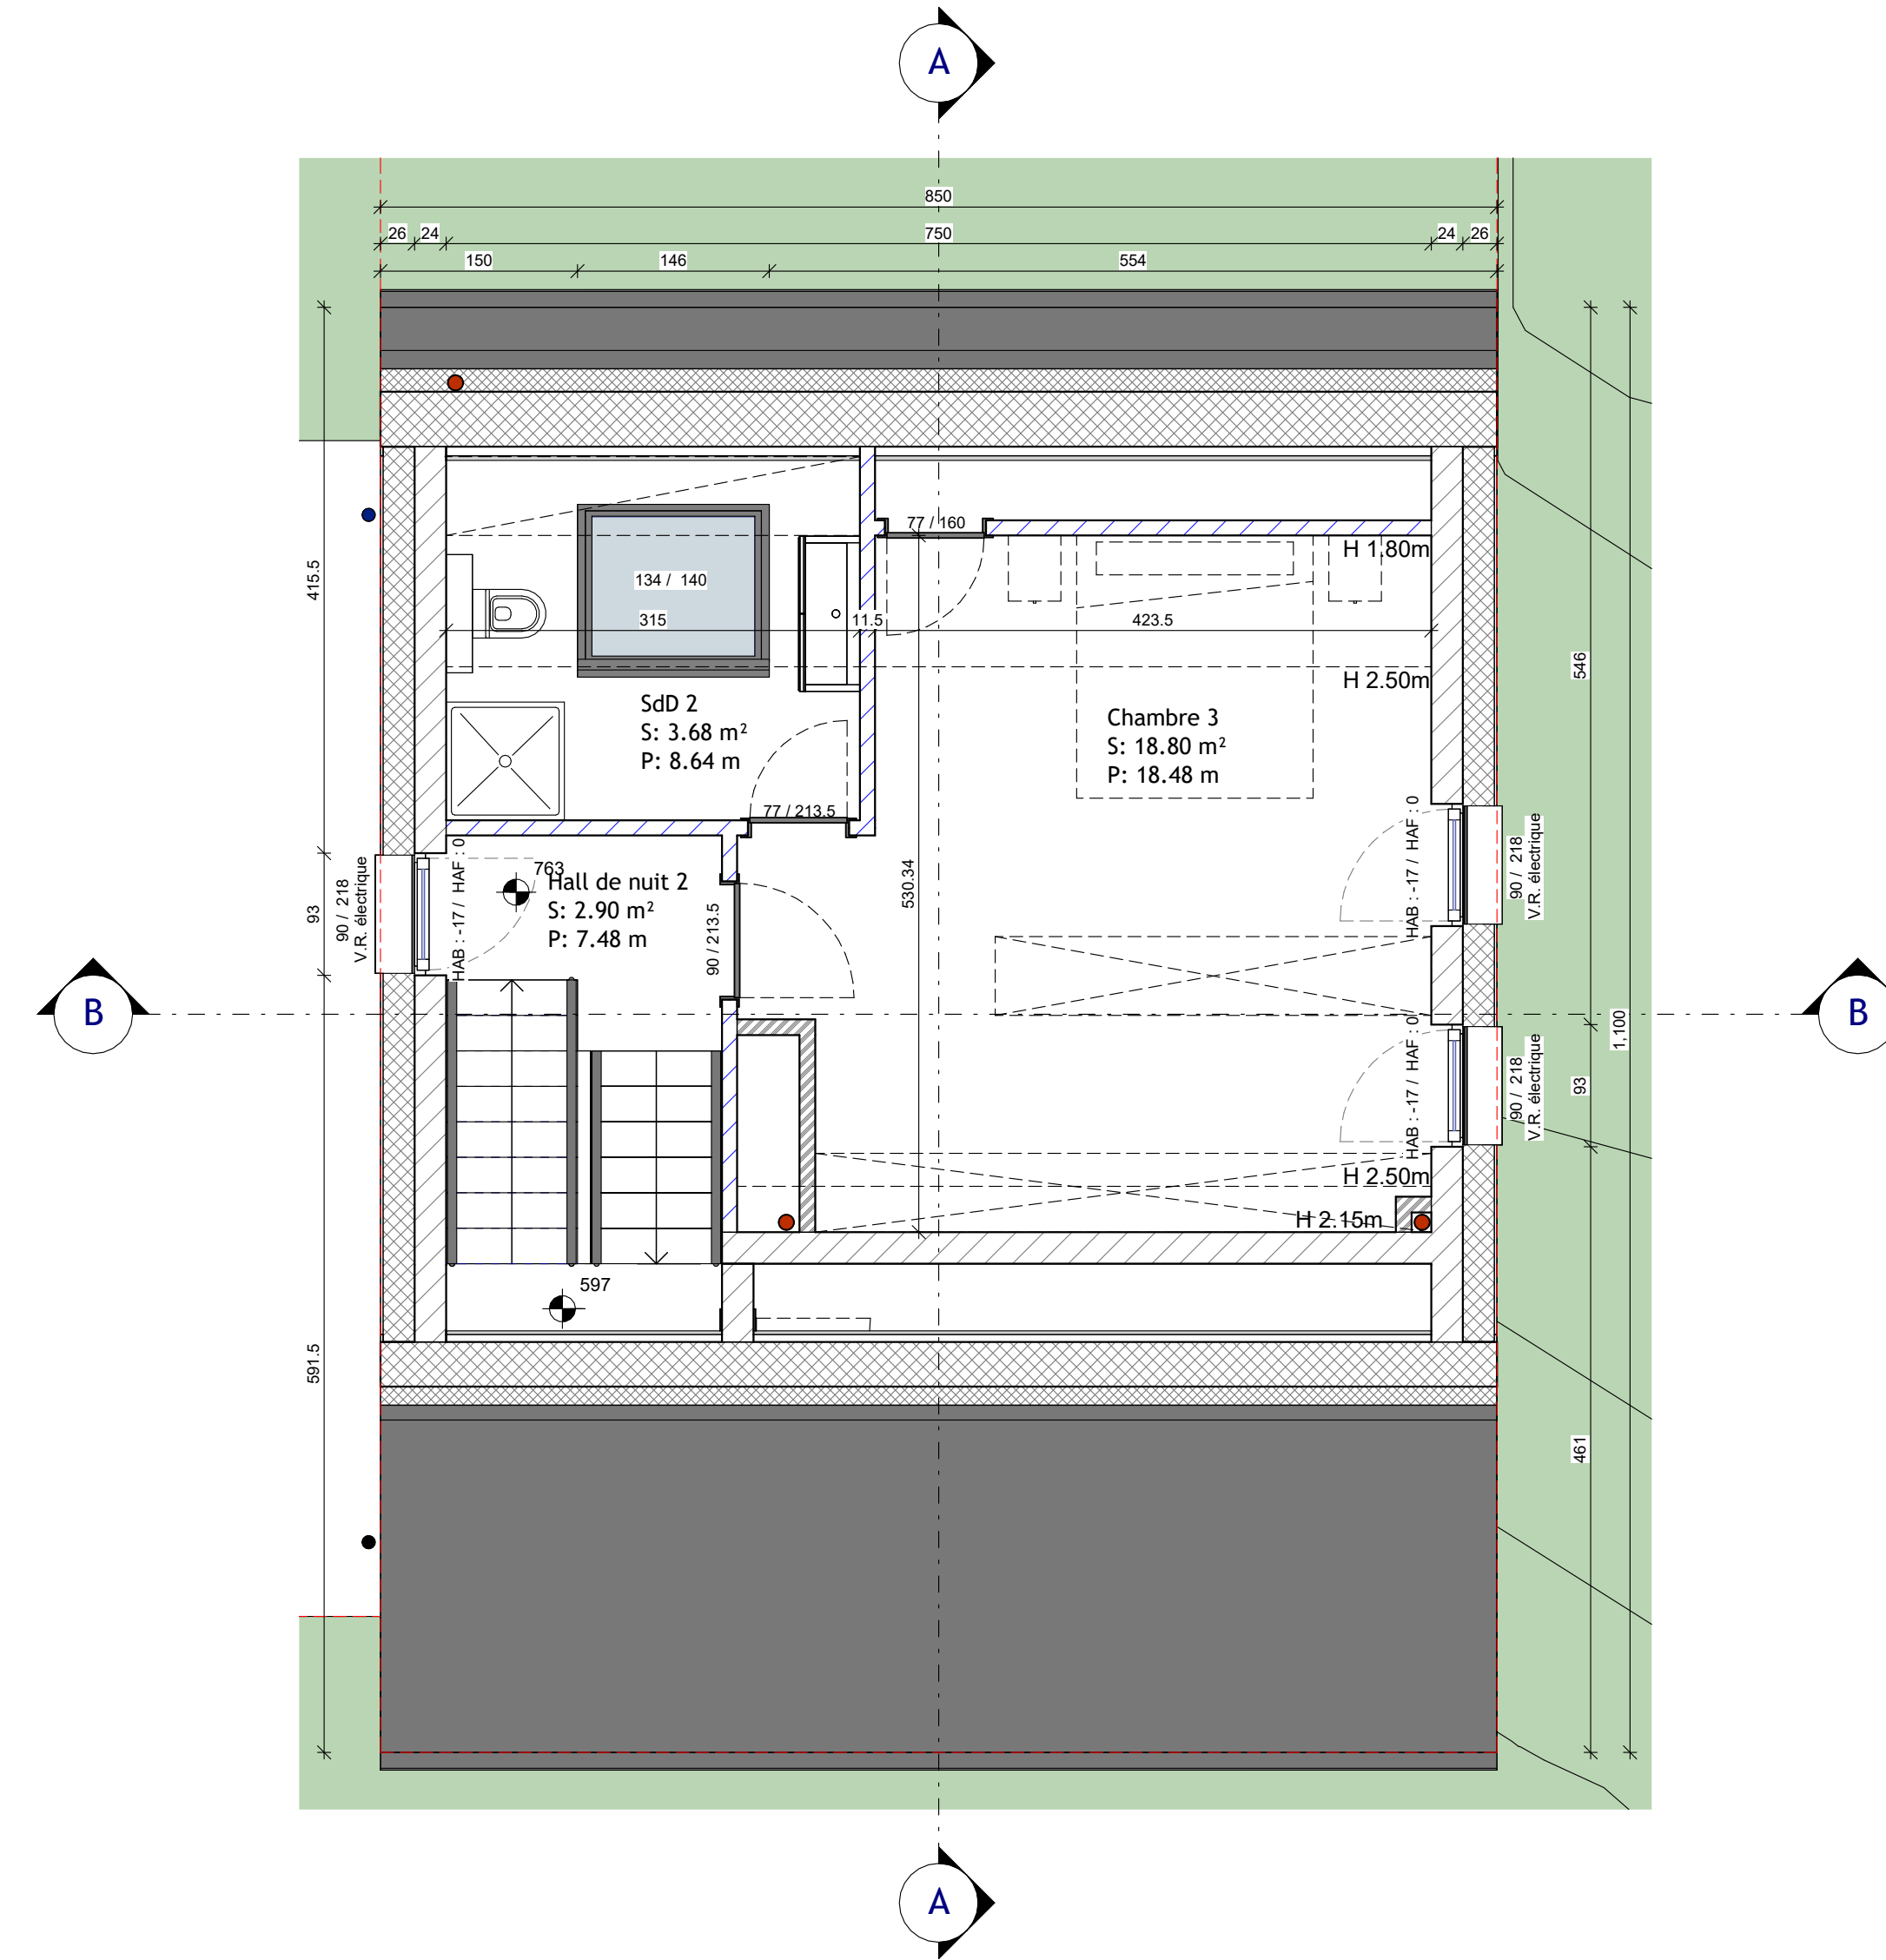 A
850
26
24
750
24
26
150
146
554
77 / 160
H 1.80m
134 /  140
415.5
315
11.5
423.5
546
H 2.50m
SdD 2
S: 3.68 m²
P: 8.64 m
Chambre 3
S: 18.80 m²
P: 18.48 m
77 / 213.5
HAB : -17 /  HAF : 0
90 /  218
V.R. électrique
763
Hall de nuit 2
S: 2.90 m²
P: 7.48 m
93
90 /  218
V.R. électrique
HAB : -17 /  HAF : 0
90 / 213.5
530.34
B
B
1,100
HAB : -17 /  HAF : 0
90 /  218
V.R. électrique
93
H 2.50m
H 2.15m
597
591.5
461
A